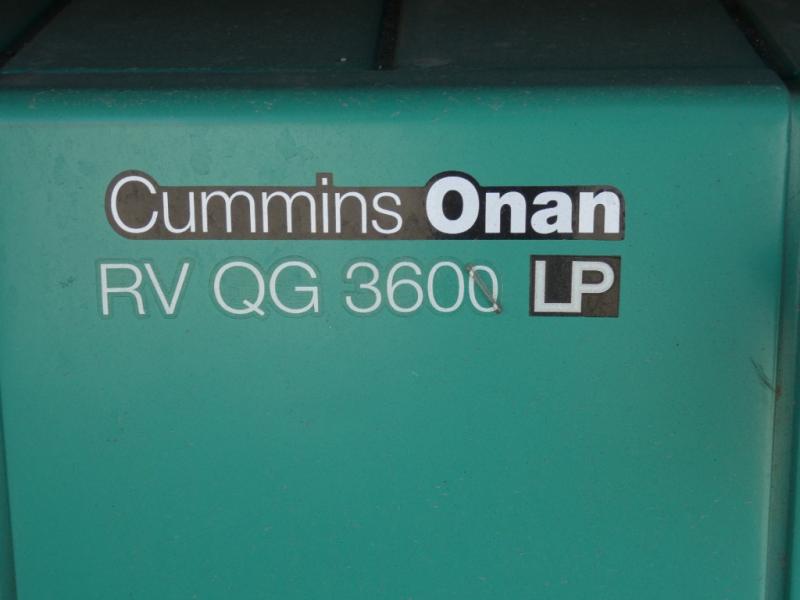 Cummins Onan
RV QG 3600 LP